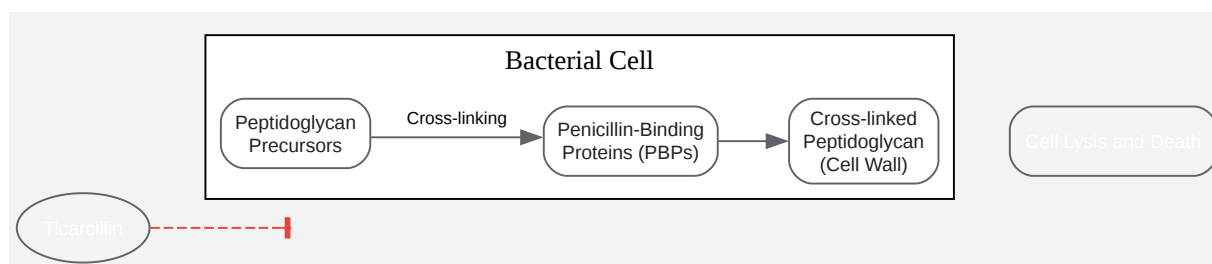 Bacterial Cell
Peptidoglycan
Precursors
Cross-linking
Penicillin-Binding
Proteins (PBPs)
Cross-linked
Peptidoglycan
(Cell Wall)
Cell Lysis and Death
Ticarcillin